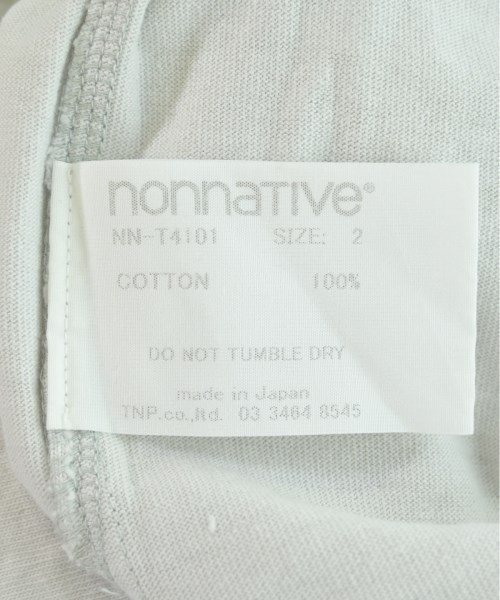 nonnative®
NN-T4101 SIZE: 2
COTTON 100%
DO NOT TUMBLE DRY
made in Japan
TNP.co.,ltd. 03 3464 8545